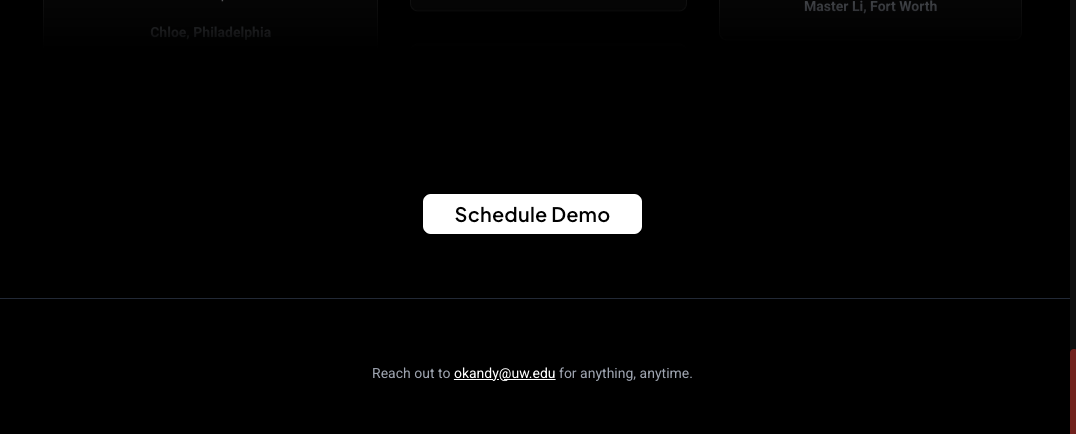 Master Li, Fort Worth
Chloe, Philadelphia
Schedule Demo
Reach out to okandy@uw.edu for anything, anytime.